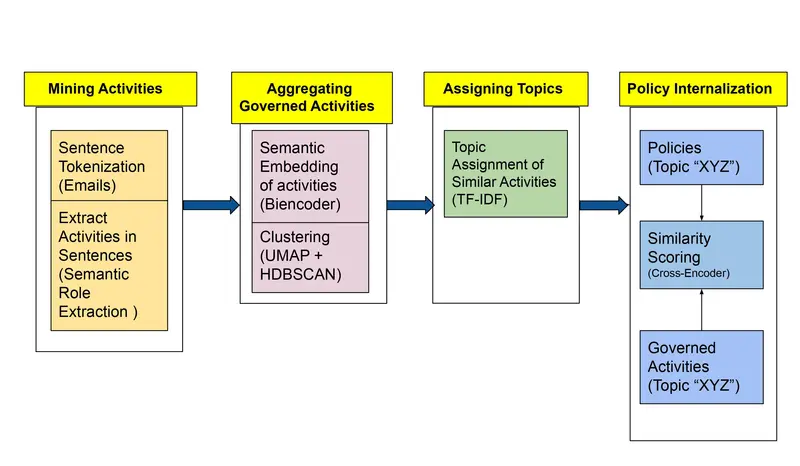 Mining Activities
Sentence
Tokenization
(Emails)
Extract
Activities in
Sentences
(Semantic
Role
Extraction )
Aggregating
Governed Activities
Semantic
Embedding
of activities
(Biencoder)
Clustering
(UMAP +
HDBSCAN)
Assigning Topics
Topic
Assignment of
Similar Activities
(TF-IDF)
Policy Internalization
Policies
(Topic “XYZ”)
Similarity
Scoring
(Cross-Encoder)
Governed
Activities
(Topic “XYZ”)